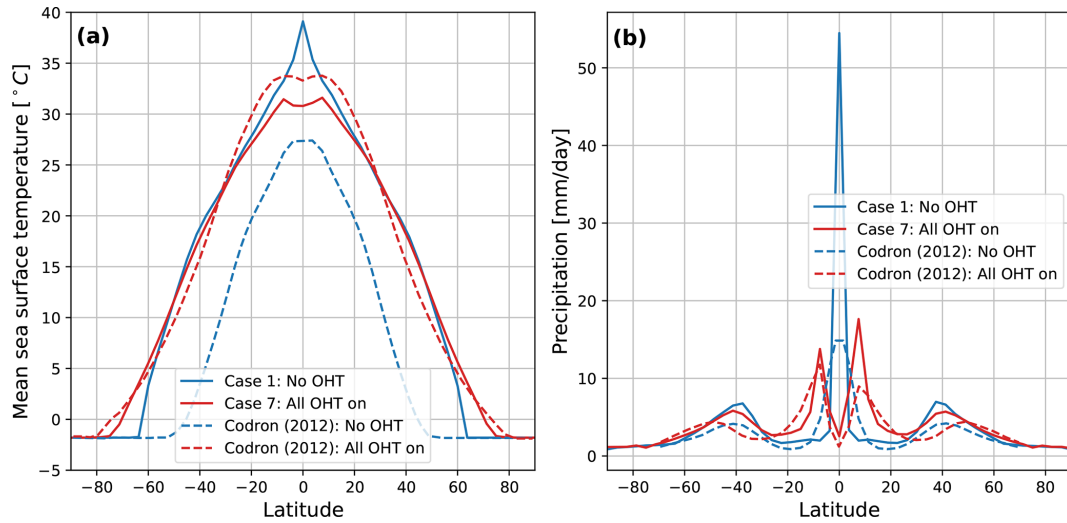 (a)
Mean sea surface temperature [°C]
40
35
30
25
20
15
10
5
0
−5
Case 1: No OHT
Case 7: All OHT on
Codron (2012): No OHT
Codron (2012): All OHT on
−80 −60 −40 −20 0 20 40 60 80
Latitude
(b)
Precipitation [mm/day]
50
40
30
20
10
0
Case 1: No OHT
Case 7: All OHT on
Codron (2012): No OHT
Codron (2012): All OHT on
−80 −60 −40 −20 0 20 40 60 80
Latitude